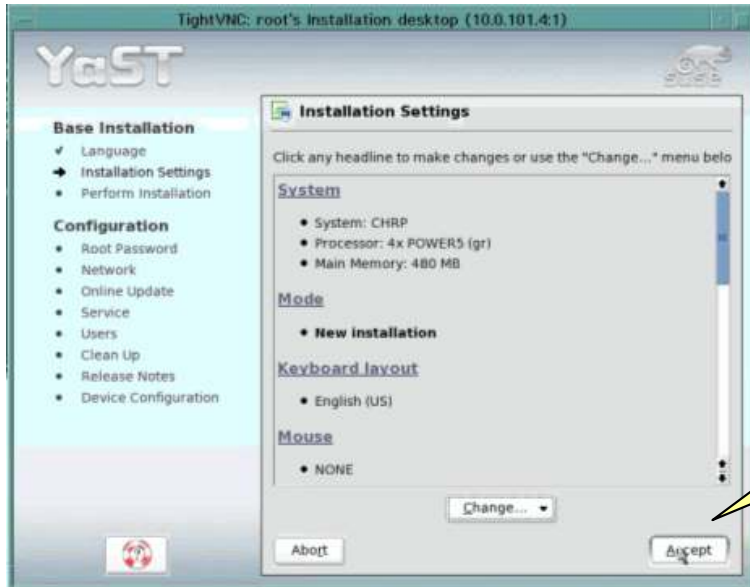 TightVNC: root's Installation desktop (10.0.101.4:1)
YaST
SUSE
Base Installation
Language
Installation Settings
Perform Installation
Configuration
Root Password
Network
Online Update
Service
Users
Clean Up
Release Notes
Device Configuration
Installation Settings
Click any headline to make changes or use the "Change..." menu belo
System
System: CHRP
Processor: 4x POWER5 (gr)
Main Memory: 480 MB
Mode
New installation
Keyboard layout
English (US)
Mouse
NONE
Change...
Abort
Accept